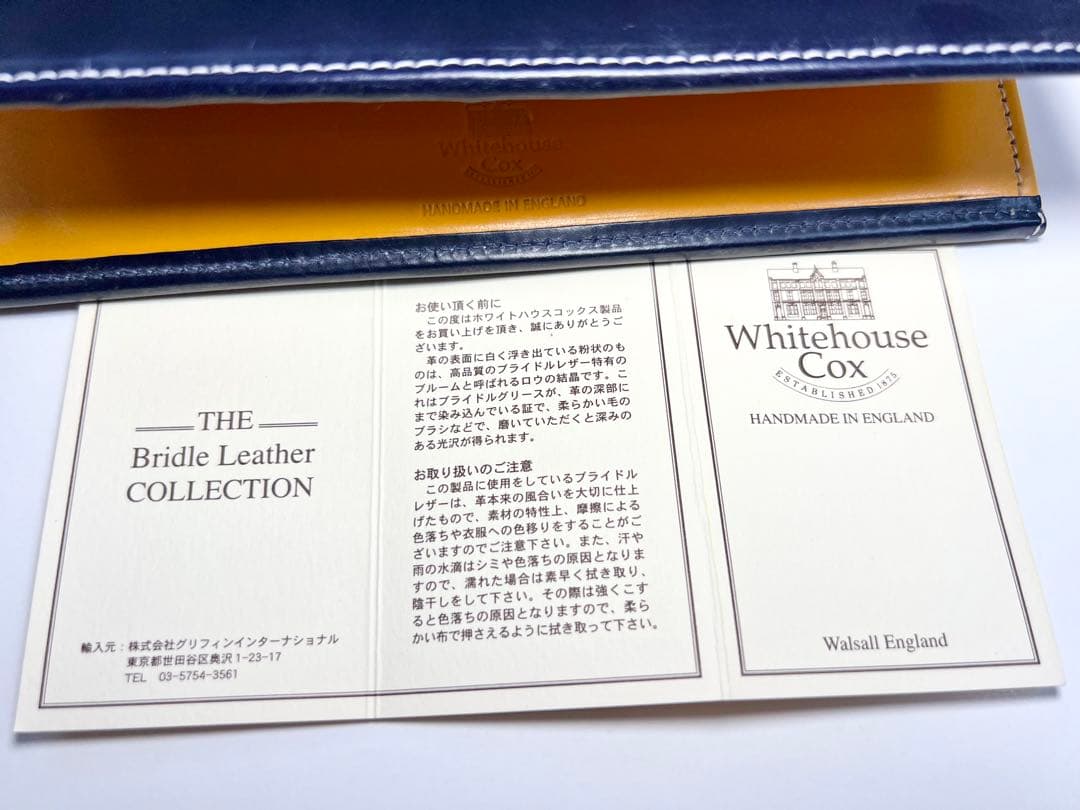 Whitehouse
Cox
HANDMADE IN ENGLAND
THE
Bridle Leather
COLLECTION
輸入元：株式会社グリフィンインターナショナル
東京都世田谷区奥沢1-23-17
TEL 03-5754-3561
お使い頂く前に
この度はホワイトハウスコックス製品
をお買い上げを頂き、誠にありがとうご
ざいます。
革の表面に白く浮き出ている粉状のも
のは、高品質のブライドルレザー特有の
ブルームと呼ばれるロウの結晶です。こ
れはブライドルグリースが、革の深部に
まで染み込んでいる証で、柔らかい毛の
ブラシなどで、磨いていただくと深みの
ある光沢が得られます。
お取り扱いのご注意
この製品に使用をしているブライドル
レザーは、革本来の風合いを大切に仕上
げたもので、素材の特性上、摩擦による
色落ちや衣服への色移りをすることがご
ざいますのでご注意下さい。また、汗や
雨の水滴はシミや色落ちの原因となりま
すので、濡れた場合は素早く拭き取り、
陰干しをして下さい。その際は強くこす
ると色落ちの原因となりますので、柔ら
かい布で押さえるように拭き取って下さい。
Whitehouse
Cox
ESTABLISHED 1875
HANDMADE IN ENGLAND
Walsall England